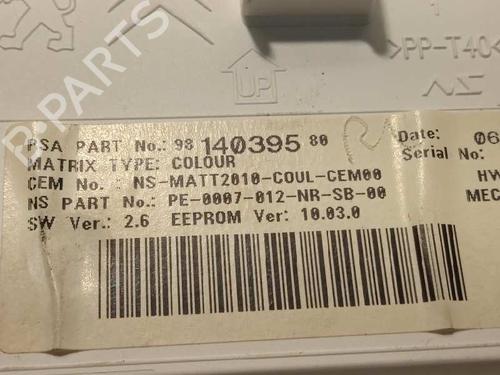 >PP-T40
UP
NS
PSA PART No.: 98 140395 80
Date: 06
MATRIX TYPE: COLOUR
Serial No.:
CEM No. : NS-MATT2010-COUL-CEM00
HW
NS PART No.: PE-0007-012-NR-SB-00
MEC
SW Ver.: 2.6 EEPROM Ver: 10.03.0